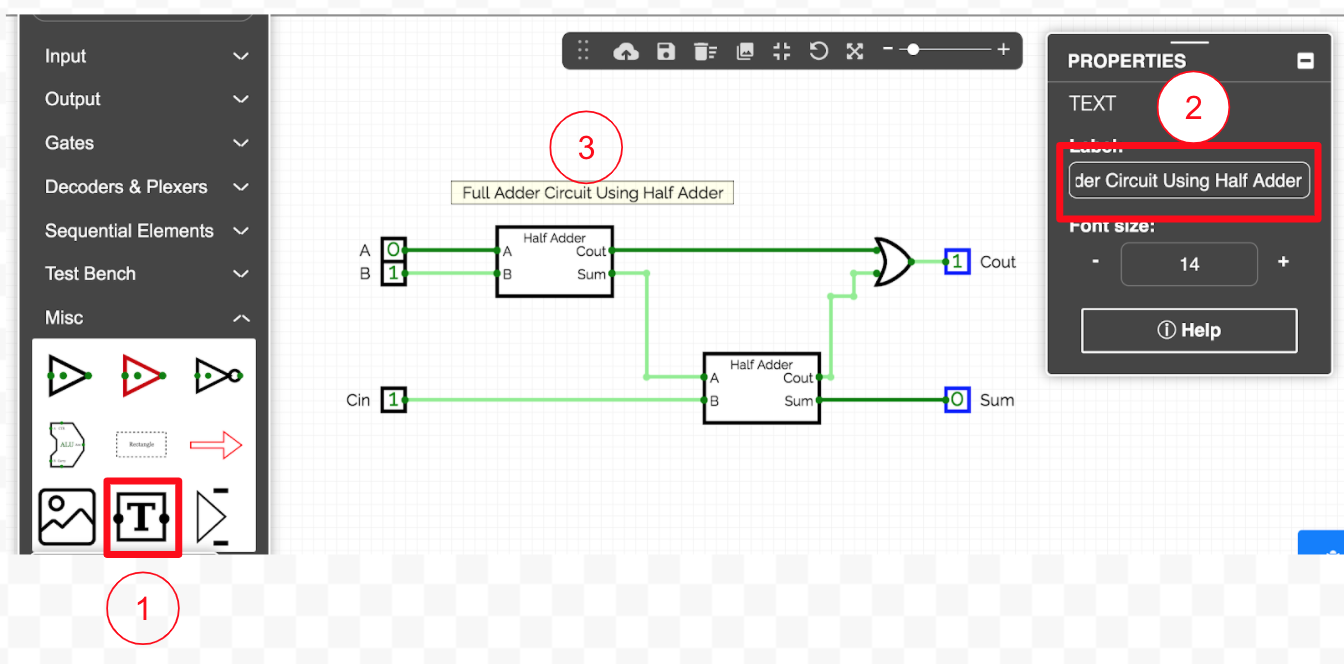 Input
Output
Gates
Decoders & Plexers
Sequential Elements
Test Bench
Misc
ALU
Rectangle
T
1
3
Full Adder Circuit Using Half Adder
A 0
B 1
Half Adder
A Cout
B Sum
1 Cout
Half Adder
A Cout
B Sum
Cin 1
0 Sum
PROPERTIES
TEXT
2
Label:
der Circuit Using Half Adder
Font size:
- 14 +
Help